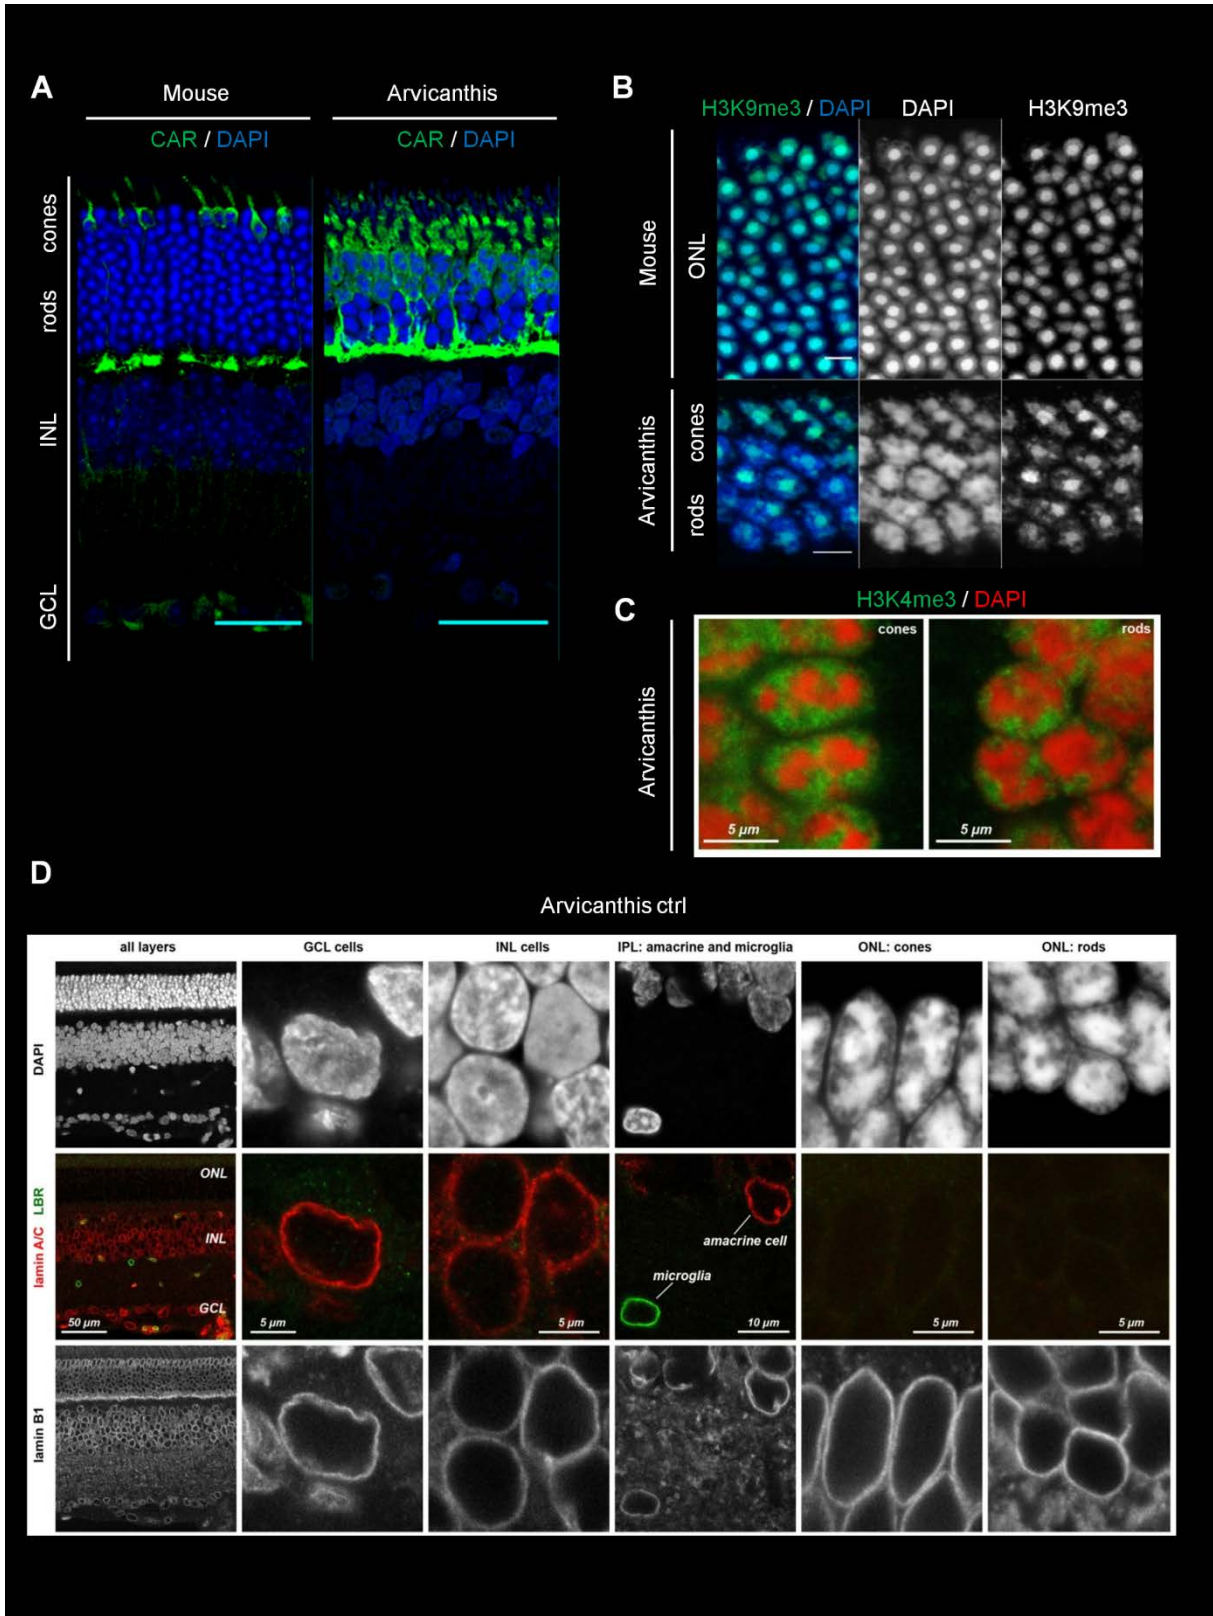 A
Mouse
Arvicanthis
CAR / DAPI
CAR / DAPI
cones
rods
INL
GCL
B
H3K9me3 / DAPI
DAPI
H3K9me3
Mouse
ONL
Arvicanthis
cones
rods
C
H3K4me3 / DAPI
Arvicanthis
cones
rods
5 µm
5 µm
D
Arvicanthis ctrl
all layers
GCL cells
INL cells
IPL: amacrine and microglia
ONL: cones
ONL: rods
DAPI
lamin A/C LBR
ONL
INL
GCL
50 µm
5 µm
5 µm
amacrine cell
microglia
10 µm
5 µm
5 µm
lamin B1